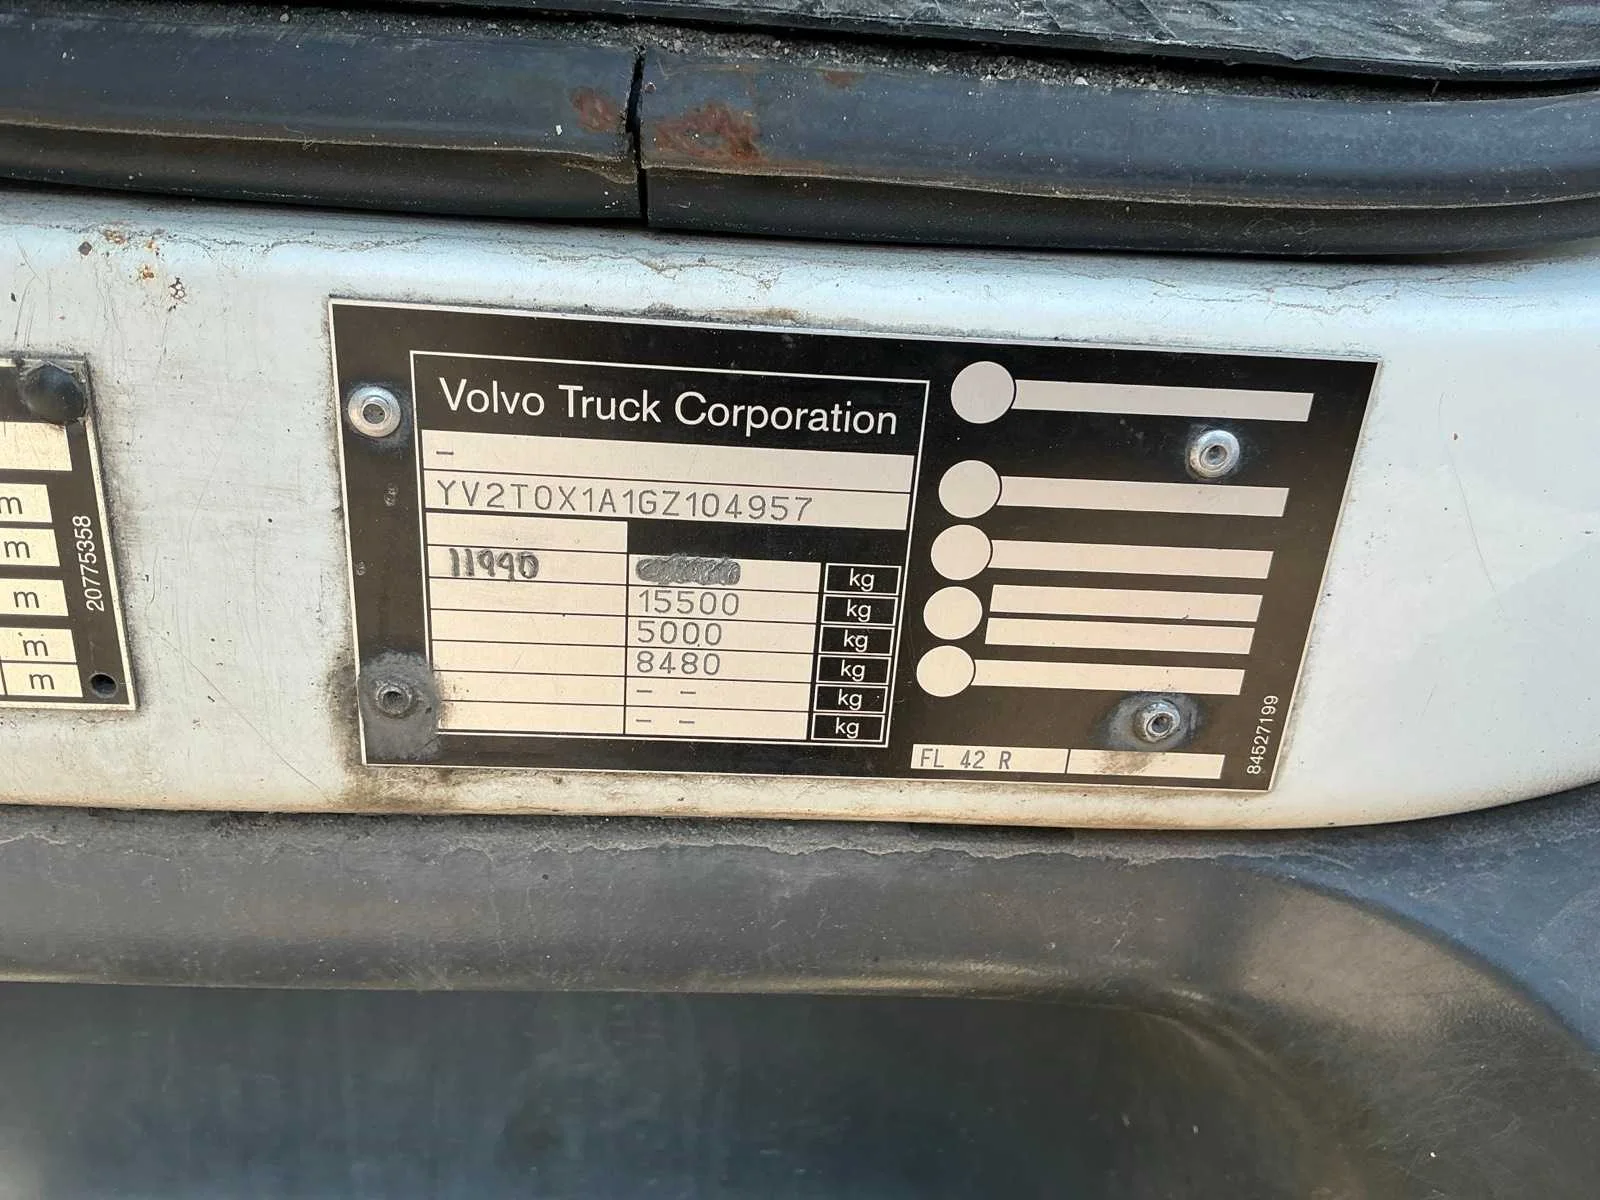 Volvo Truck Corporation
–
YV2T0X1A1GZ104957
11990 kg
15500 kg
5000 kg
8480 kg
– – kg
– – kg
FL 42 R
84527199
m
m
m
m
m
20775358